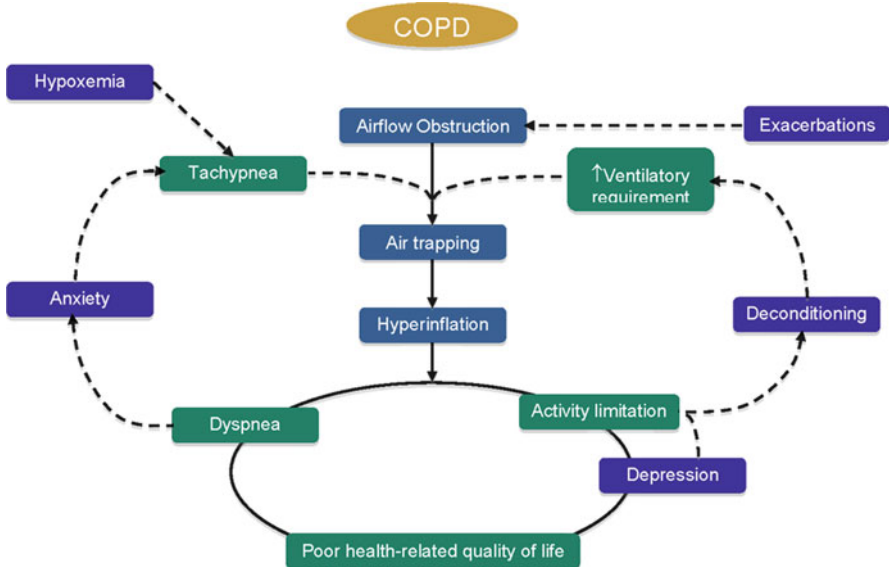 COPD
Hypoxemia
Airflow Obstruction
Exacerbations
Tachypnea
↑Ventilatory
requirement
Air trapping
Anxiety
Hyperinflation
Deconditioning
Dyspnea
Activity limitation
Depression
Poor health-related quality of life